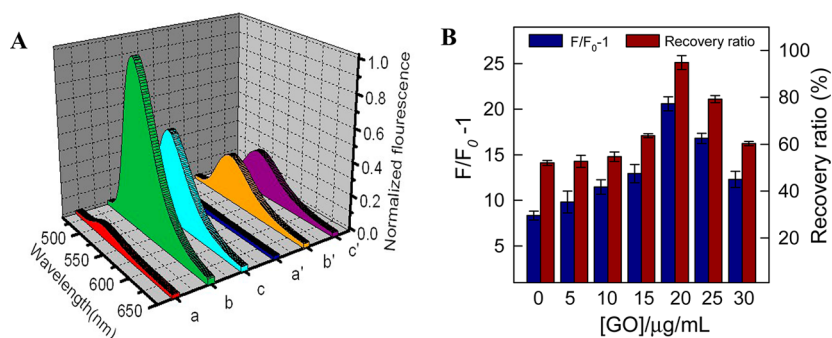 A
1.0
0.8
0.6
0.4
0.2
0.0
Normalized flourescence
500
550
600
650
Wavelength(nm)
a
b
c
a'
b'
c'
B
F/F0-1
Recovery ratio
25
20
15
10
5
F/F0-1
100
80
60
40
20
Recovery ratio (%)
0 5 10 15 20 25 30
[GO]/μg/mL